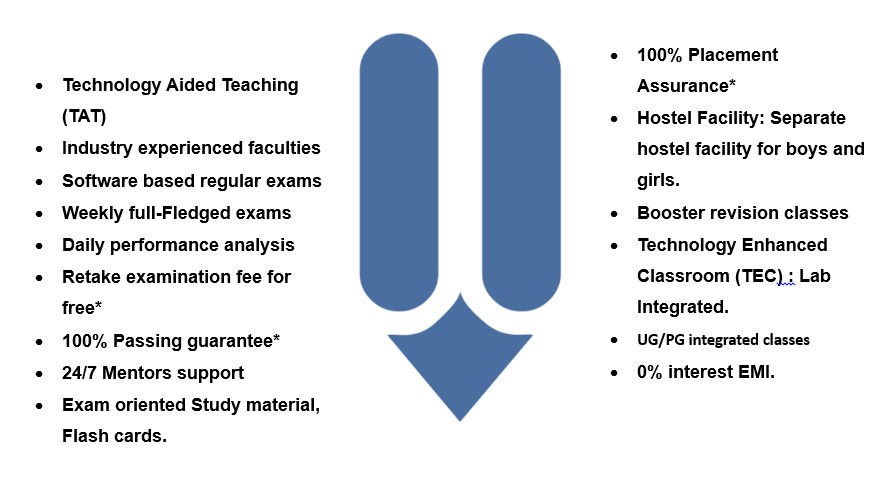 • Technology Aided Teaching
(TAT)
• Industry experienced faculties
• Software based regular exams
• Weekly full-Fledged exams
• Daily performance analysis
• Retake examination fee for
free*
• 100% Passing guarantee*
• 24/7 Mentors support
• Exam oriented Study material,
Flash cards.
• 100% Placement
Assurance*
• Hostel Facility: Separate
hostel facility for boys and
girls.
• Booster revision classes
• Technology Enhanced
Classroom (TEC) : Lab
Integrated.
• UG/PG integrated classes
• 0% interest EMI.